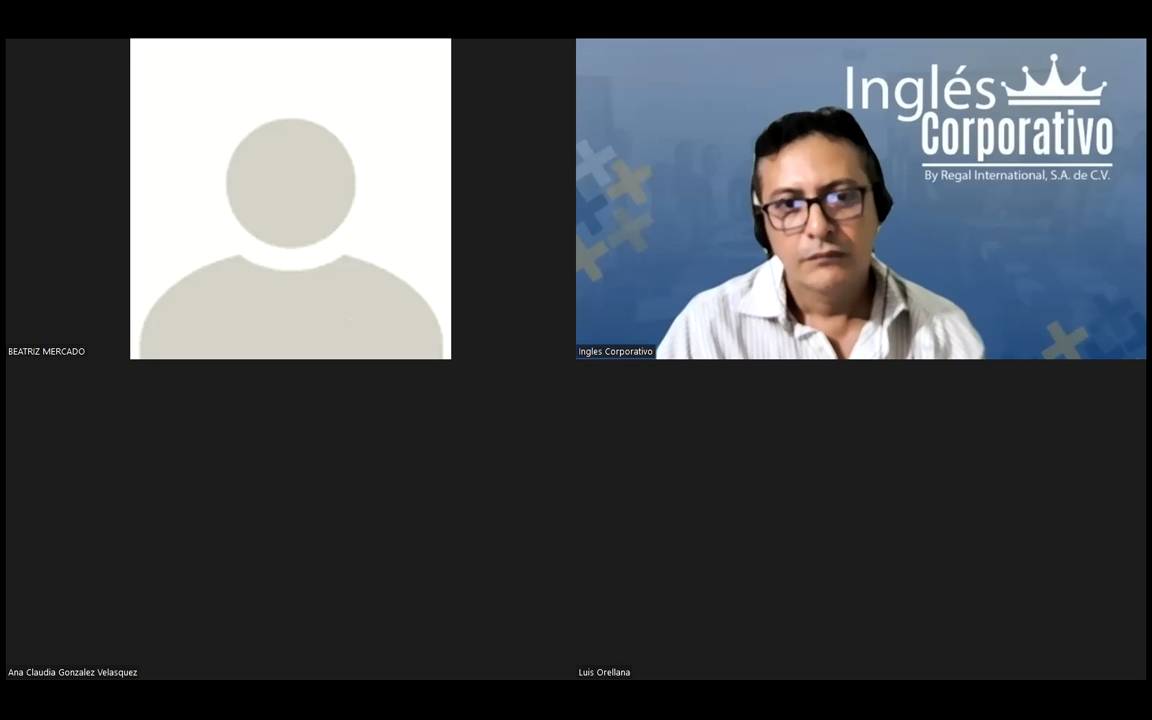 Inglés
Corporativo
By Regal International, S.A. de C.V.
BEATRIZ MERCADO
Ingles Corporativo
Ana Claudia Gonzalez Velasquez
Luis Orellana